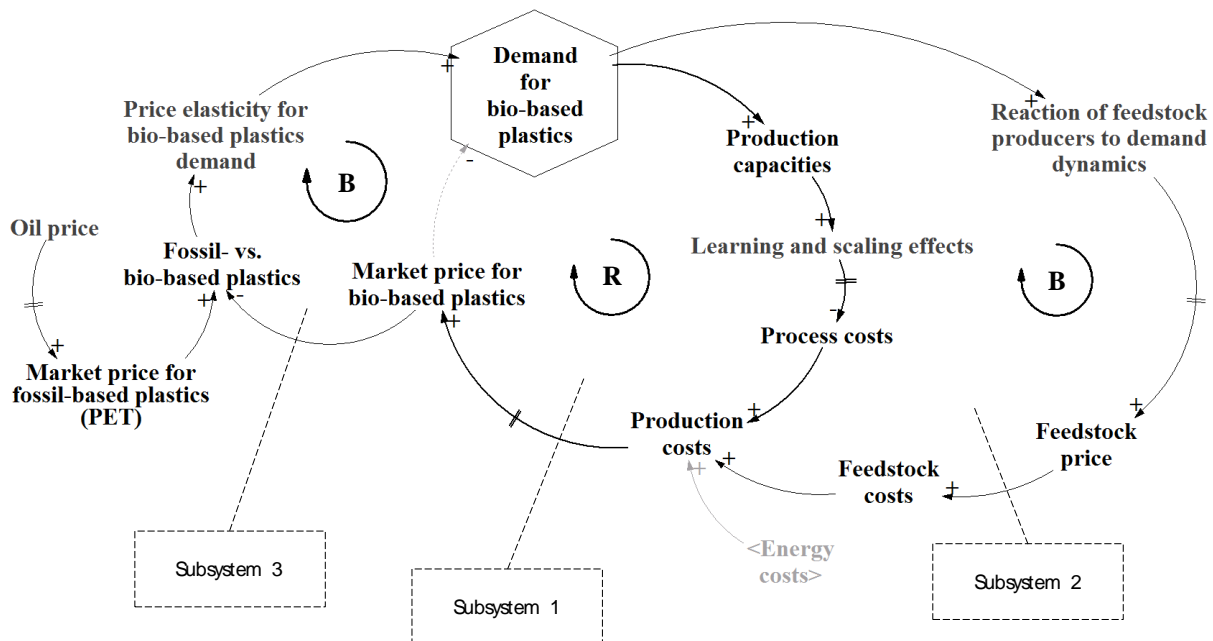 Demand
for
bio-based
plastics
+
-
Price elasticity for
bio-based plastics
demand
+
B
Oil price
Fossil- vs.
bio-based plastics
+
-
+
Market price for
fossil-based plastics
(PET)
Market price for
bio-based plastics
+
R
+
Production
capacities
+
Learning and scaling effects
-
Process costs
+
Production
costs
+
+
<Energy
costs>
+
Reaction of feedstock
producers to demand
dynamics
B
+
Feedstock
price
+
Feedstock
costs
Subsystem 3
Subsystem 1
Subsystem 2